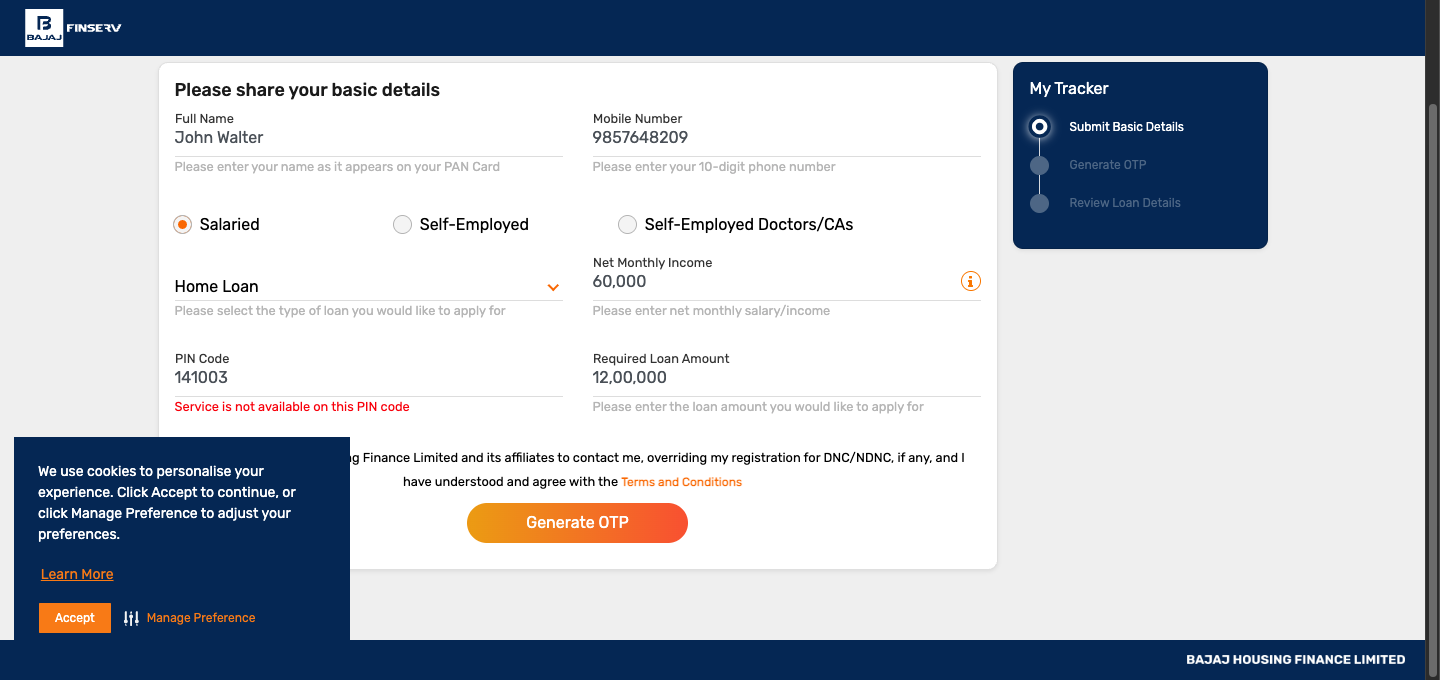 B
BAJAJ
FINSERV
Please share your basic details
Full Name
John Walter
Please enter your name as it appears on your PAN Card
Mobile Number
9857648209
Please enter your 10-digit phone number
Salaried
Self-Employed
Self-Employed Doctors/CAs
Home Loan
Please select the type of loan you would like to apply for
Net Monthly Income
60,000
Please enter net monthly salary/income
PIN Code
141003
Service is not available on this PIN code
Required Loan Amount
12,00,000
Please enter the loan amount you would like to apply for
Finance Limited and its affiliates to contact me, overriding my registration for DNC/NDNC, if any, and I
have understood and agree with the Terms and Conditions
Generate OTP
My Tracker
Submit Basic Details
Generate OTP
Review Loan Details
We use cookies to personalise your
experience. Click Accept to continue, or
click Manage Preference to adjust your
preferences.
Learn More
Accept
Manage Preference
BAJAJ HOUSING FINANCE LIMITED